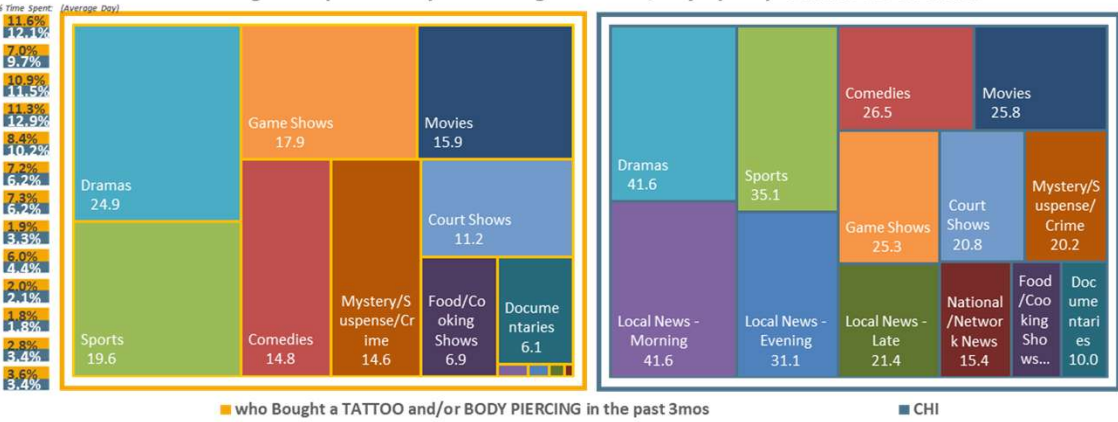 % Time Spent: (Average Day)
11.6%
12.1%
7.0%
9.7%
10.9%
11.5%
11.3%
12.9%
8.4%
10.2%
7.2%
6.2%
7.3%
6.2%
1.9%
3.3%
6.0%
4.4%
2.0%
2.1%
1.8%
1.8%
2.8%
3.4%
3.6%
3.4%
Dramas
24.9
Game Shows
17.9
Movies
15.9
Sports
19.6
Comedies
14.8
Mystery/S
uspense/Cr
ime
14.6
Court Shows
11.2
Food/Co
oking
Shows
6.9
Docume
ntaries
6.1
Dramas
41.6
Sports
35.1
Comedies
26.5
Movies
25.8
Game Shows
25.3
Court
Shows
20.8
Mystery/S
uspense/
Crime
20.2
Local News -
Morning
41.6
Local News -
Evening
31.1
Local News -
Late
21.4
National
/Networ
k News
15.4
Food
/Coo
king
Sho
ws...
Doc
ume
ntari
es
10.0
who Bought a TATTOO and/or BODY PIERCING in the past 3mos
CHI